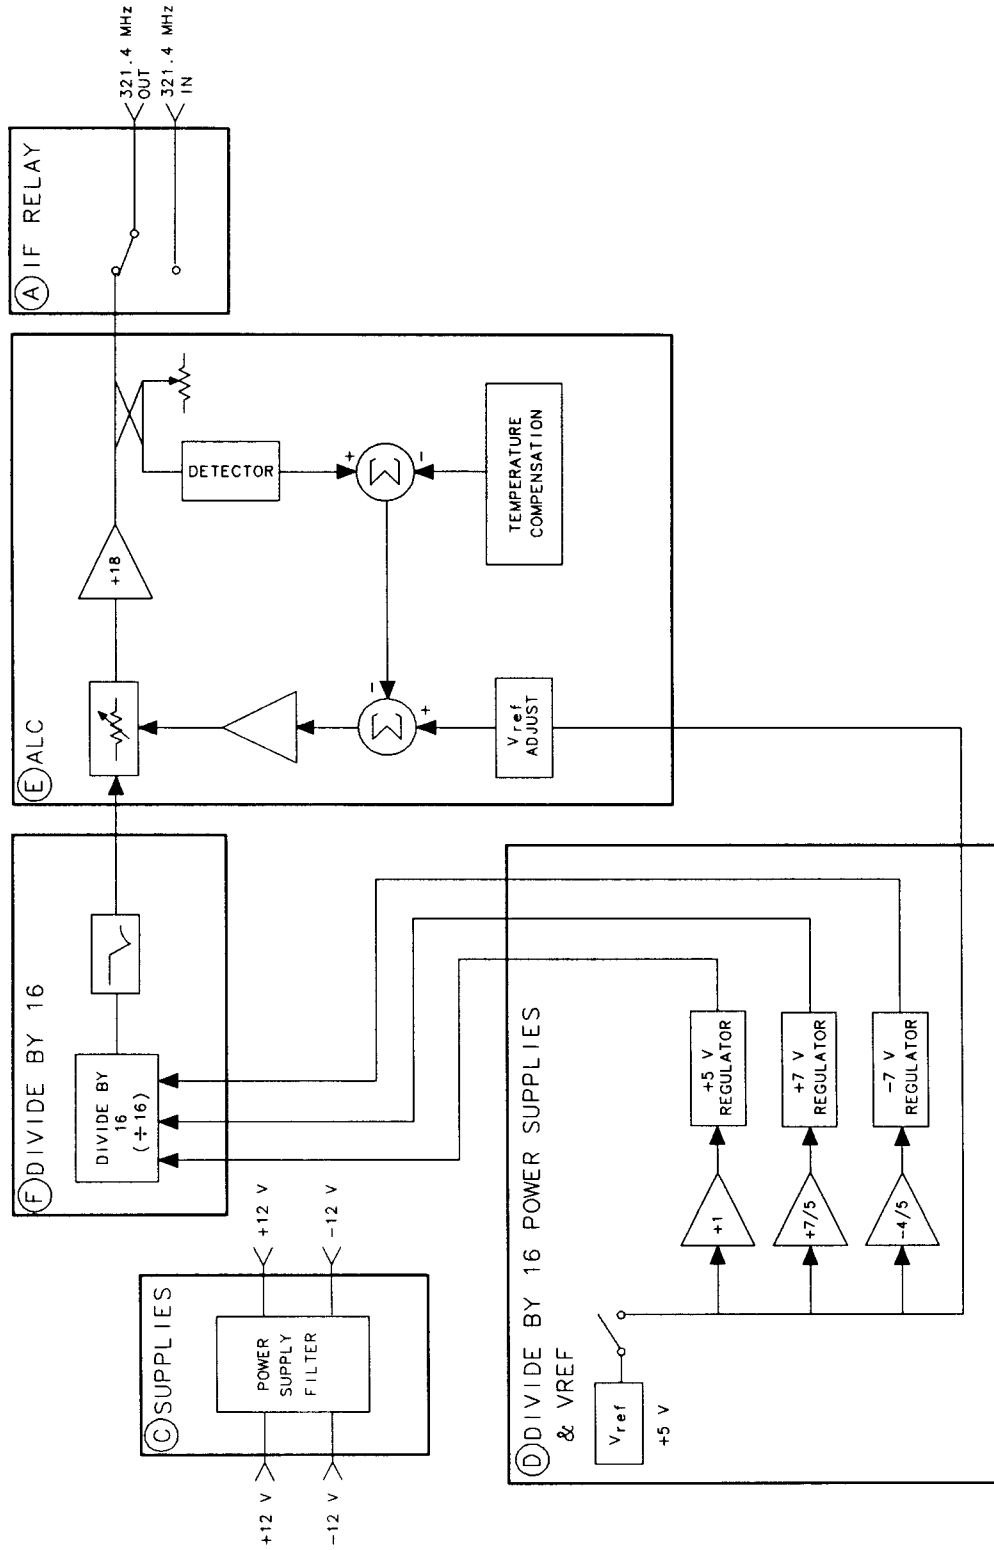 A IF RELAY
321.4 MHz
OUT
321.4 MHz
IN
E ALC
+18
DETECTOR
+
Σ
-
TEMPERATURE
COMPENSATION
-
Σ
+
Vref
ADJUST
F DIVIDE BY 16
DIVIDE BY
16
(÷16)
C SUPPLIES
+12 V
-12 V
POWER
SUPPLY
FILTER
+12 V
-12 V
D DIVIDE BY 16 POWER SUPPLIES
& VREF
Vref
+5 V
+1
+7/5
-4/5
+5 V
REGULATOR
+7 V
REGULATOR
-7 V
REGULATOR